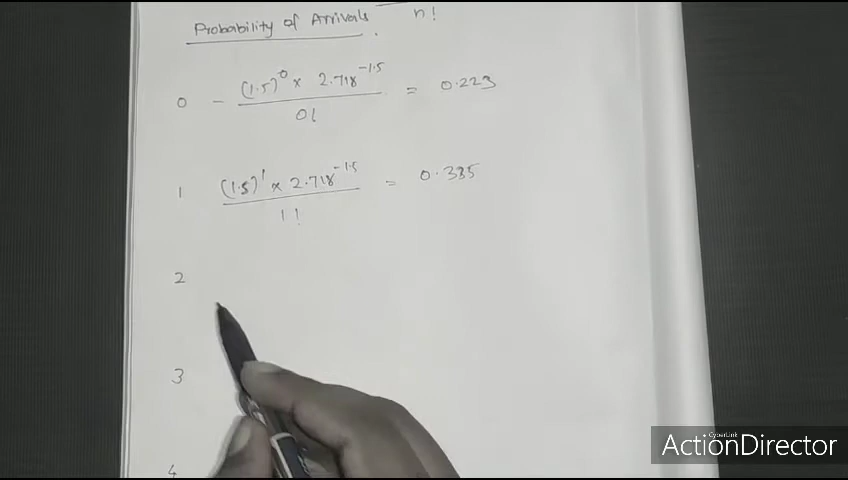 Probability of Arrivals. n!
0 - (1.5)^0 × 2.718^-1.5 / 0! = 0.223
1 (1.5)^1 × 2.718^-1.5 / 1! = 0.335
2
3
4
CyberLink
ActionDirector